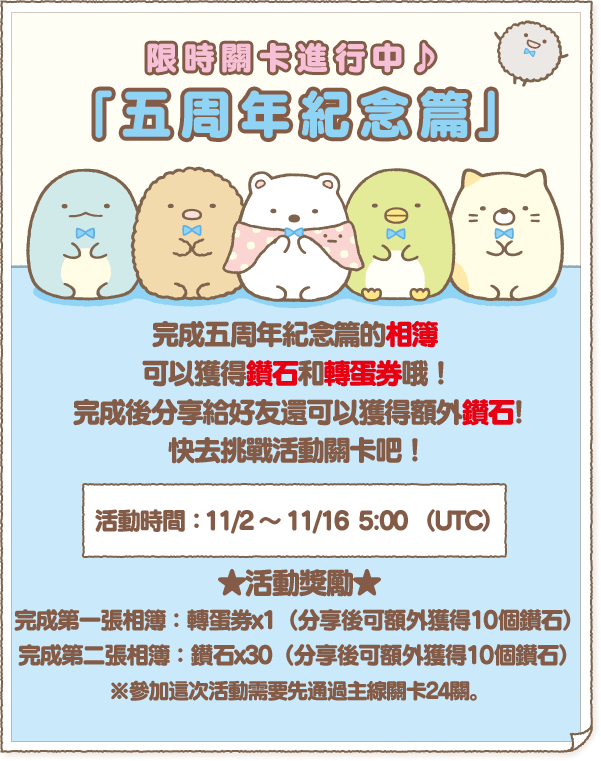 限時關卡進行中♪
「五周年紀念篇」
完成五周年紀念篇的相簿
可以獲得鑽石和轉蛋券哦！
完成後分享給好友還可以獲得額外鑽石!
快去挑戰活動關卡吧！
活動時間：11/2～11/16 5:00 （UTC）
★活動獎勵★
完成第一張相簿：轉蛋券x1（分享後可額外獲得10個鑽石）
完成第二張相簿：鑽石x30（分享後可額外獲得10個鑽石）
※參加這次活動需要先通過主線關卡24關。